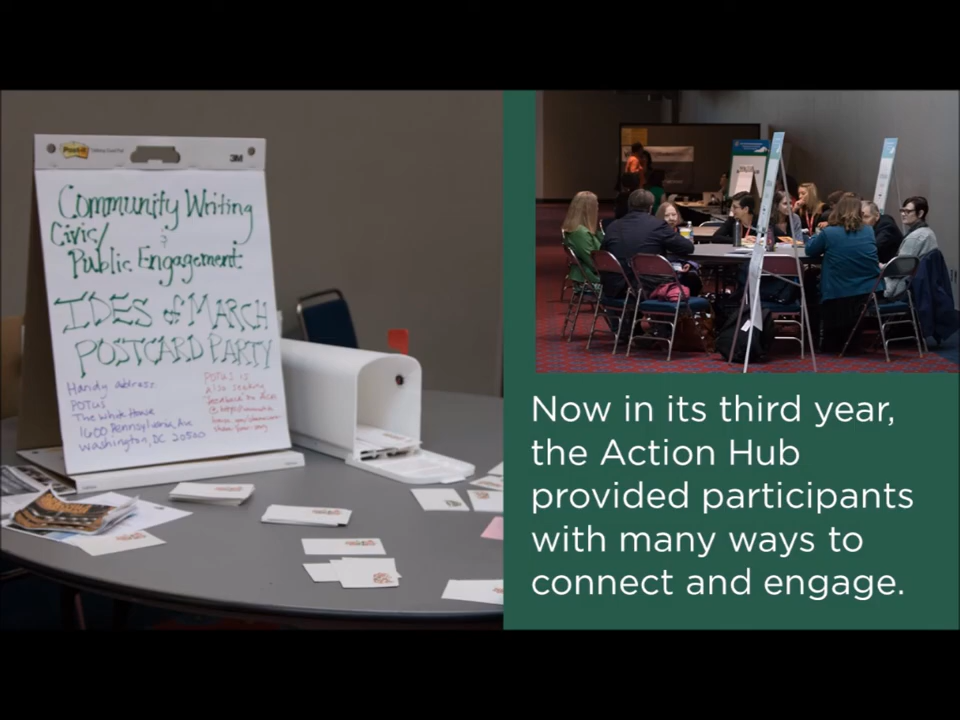 Post-it
3M
Community Writing
&
Civic/
Public Engagement
IDES of MARCH
POSTCARD PARTY
Handy address:
POTUS
The White House
1600 Pennsylvania Ave
Washington, DC 20500
POTUS is
also seeking
feedback
Now in its third year,
the Action Hub
provided participants
with many ways to
connect and engage.